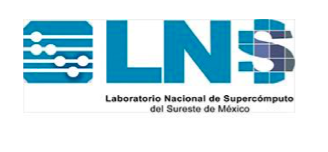 LNS
Laboratorio Nacional de Supercómputo
del Sureste de México